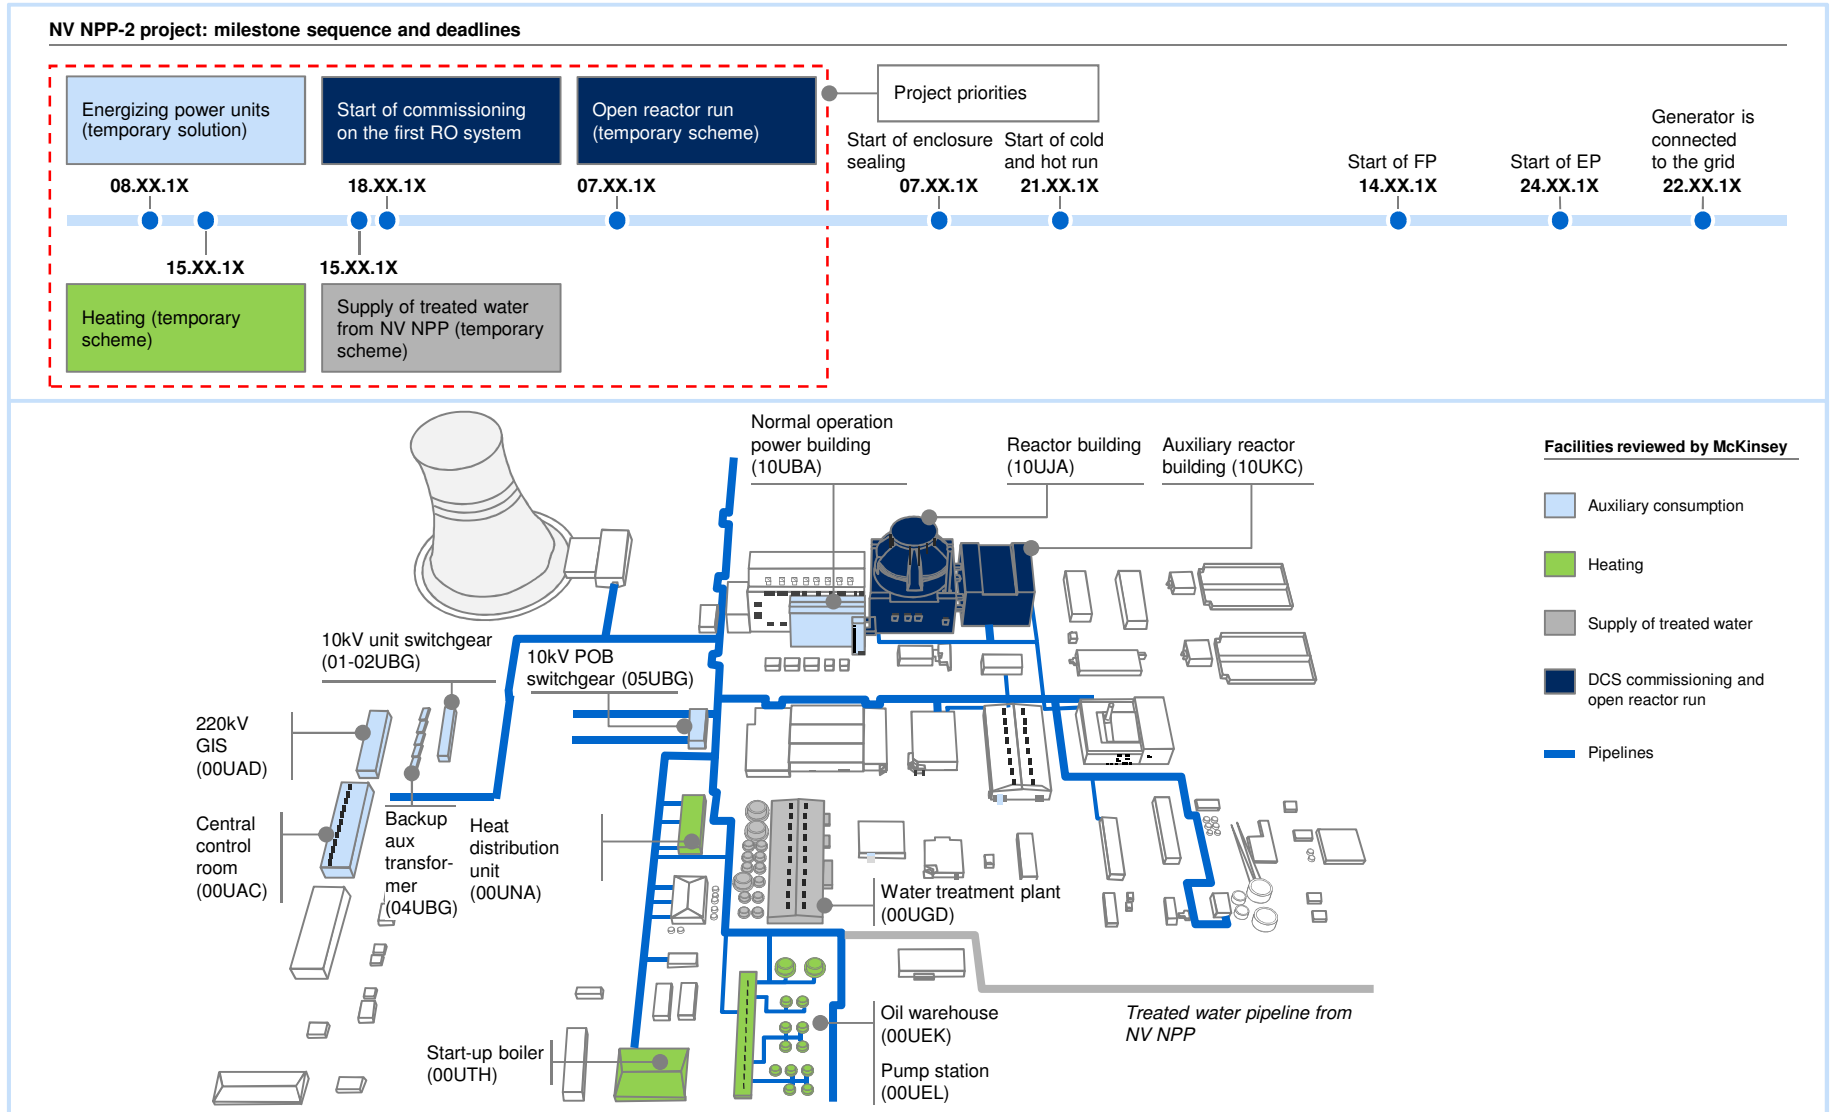 NV NPP-2 project: milestone sequence and deadlines
Energizing power units
(temporary solution)
Start of commissioning
on the first RO system
Open reactor run
(temporary scheme)
Project priorities
Start of enclosure
sealing
Start of cold
and hot run
Start of FP
Start of EP
Generator is
connected
to the grid
08.XX.1X
18.XX.1X
07.XX.1X
07.XX.1X
21.XX.1X
14.XX.1X
24.XX.1X
22.XX.1X
15.XX.1X
15.XX.1X
Heating (temporary
scheme)
Supply of treated water
from NV NPP (temporary
scheme)
Normal operation
power building
(10UBA)
Reactor building
(10UJA)
Auxiliary reactor
building (10UKC)
Facilities reviewed by McKinsey
Auxiliary consumption
Heating
Supply of treated water
DCS commissioning and
open reactor run
Pipelines
10kV unit switchgear
(01-02UBG)
10kV POB
switchgear (05UBG)
220kV
GIS
(00UAD)
Central
control
room
(00UAC)
Backup
aux
transfor-
mer
(04UBG)
Heat
distribution
unit
(00UNA)
Water treatment plant
(00UGD)
Oil warehouse
(00UEK)
Pump station
(00UEL)
Treated water pipeline from
NV NPP
Start-up boiler
(00UTH)